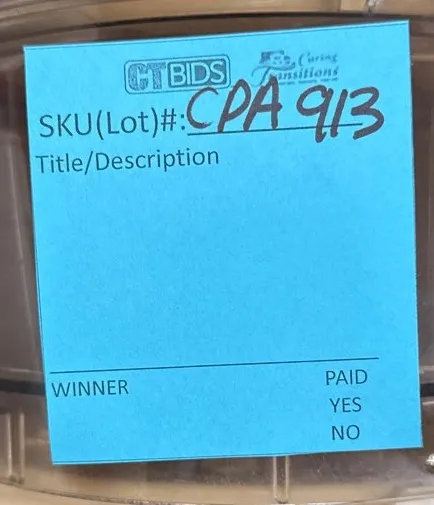 CTBIDS Caring Transitions
SKU(Lot)#: CPA 913
Title/Description
WINNER PAID
YES
NO